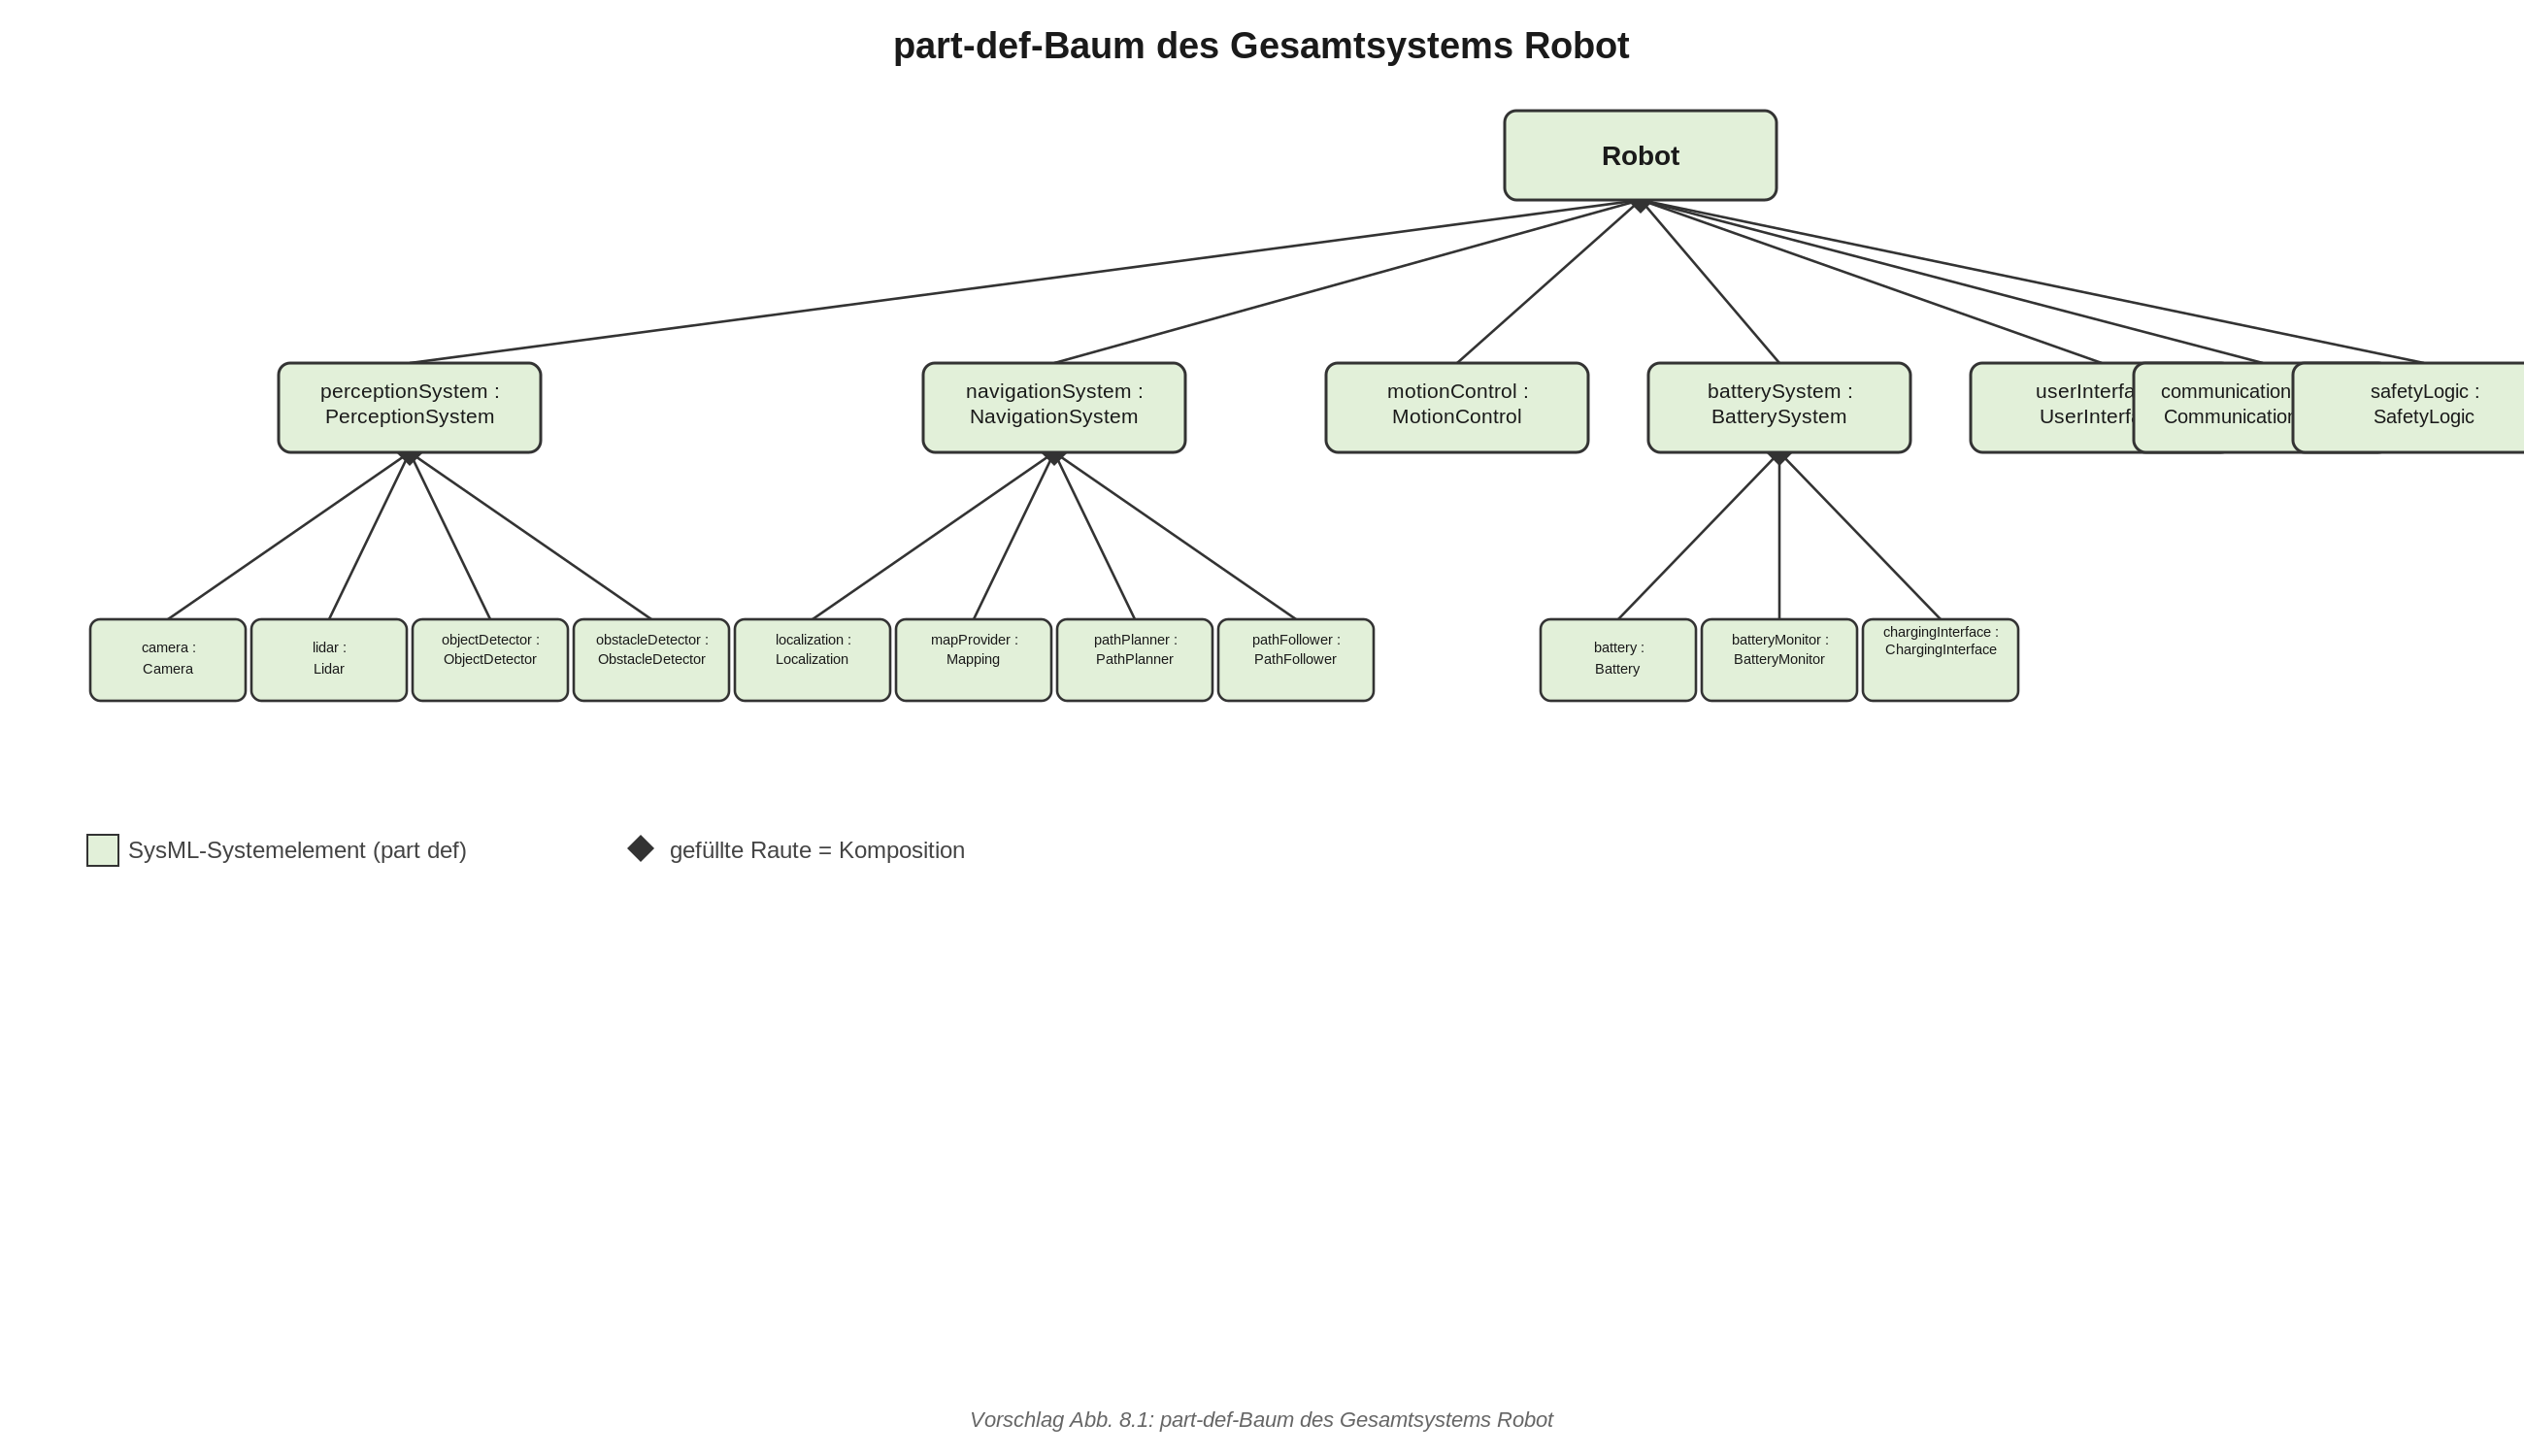 part-def-Baum des Gesamtsystems Robot
Robot
perceptionSystem :
PerceptionSystem
navigationSystem :
NavigationSystem
motionControl :
MotionControl
batterySystem :
BatterySystem
safetyLogic :
SafetyLogic
camera :
Camera
lidar :
Lidar
objectDetector :
ObjectDetector
obstacleDetector :
ObstacleDetector
localization :
Localization
mapProvider :
Mapping
pathPlanner :
PathPlanner
pathFollower :
PathFollower
battery :
Battery
batteryMonitor :
BatteryMonitor
chargingInterface :
ChargingInterface
SysML-Systemelement (part def)
gefüllte Raute = Komposition
Vorschlag Abb. 8.1: part-def-Baum des Gesamtsystems Robot